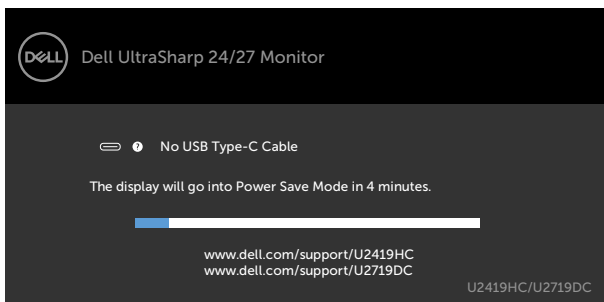 DELL
Dell UltraSharp 24/27 Monitor
? No USB Type-C Cable
The display will go into Power Save Mode in 4 minutes.
www.dell.com/support/U2419HC
www.dell.com/support/U2719DC
U2419HC/U2719DC